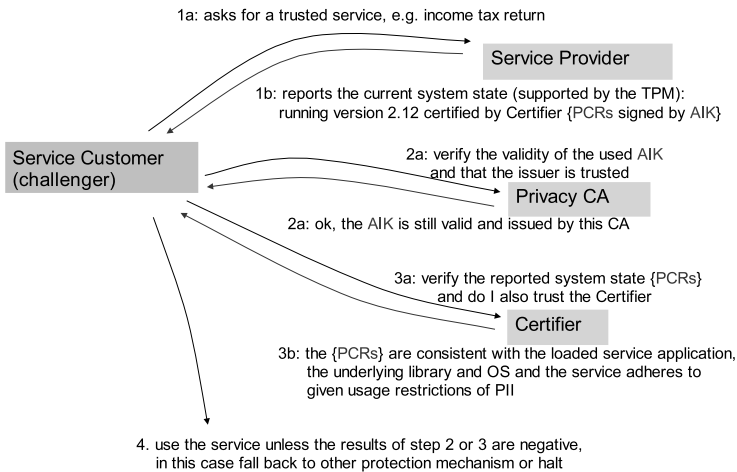 1a: asks for a trusted service, e.g. income tax return
Service Provider
1b: reports the current system state (supported by the TPM):
running version 2.12 certified by Certifier {PCRs signed by AIK}
Service Customer
(challenger)
2a: verify the validity of the used AIK
and that the issuer is trusted
Privacy CA
2a: ok, the AIK is still valid and issued by this CA
3a: verify the reported system state {PCRs}
and do I also trust the Certifier
Certifier
3b: the {PCRs} are consistent with the loaded service application,
the underlying library and OS and the service adheres to
given usage restrictions of PII
4. use the service unless the results of step 2 or 3 are negative,
in this case fall back to other protection mechanism or halt